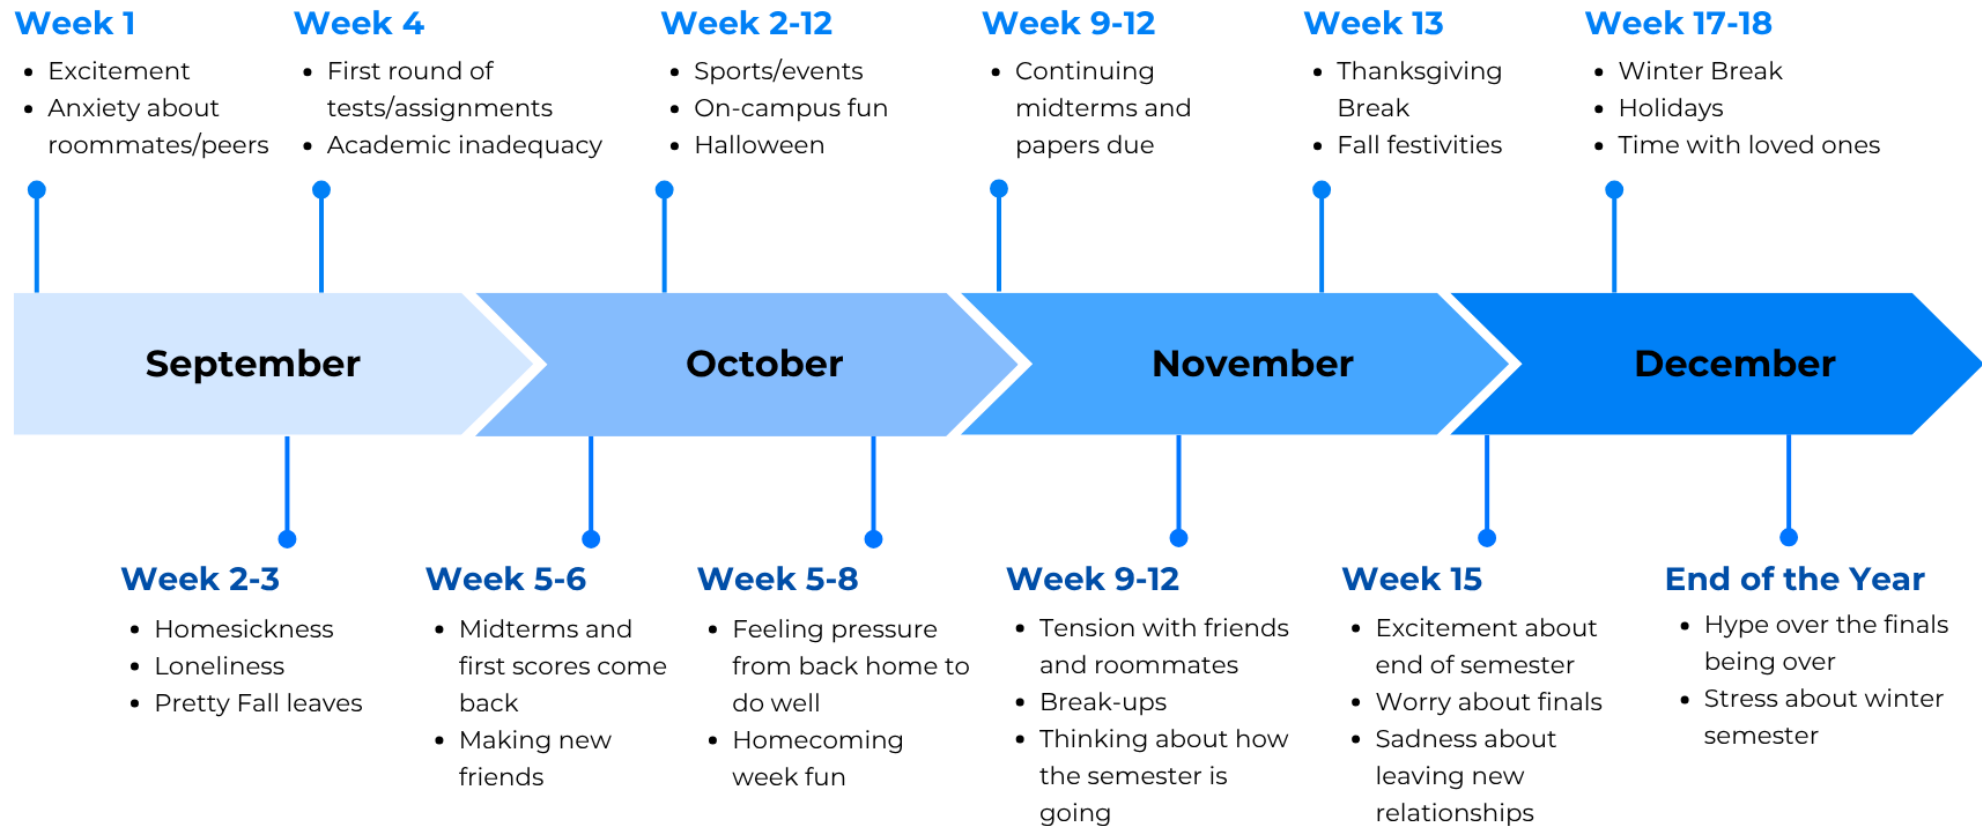 Week 1
• Excitement
• Anxiety about
roommates/peers
Week 4
• First round of
tests/assignments
• Academic inadequacy
Week 2-12
• Sports/events
• On-campus fun
• Halloween
Week 9-12
• Continuing
midterms and
papers due
Week 13
• Thanksgiving
Break
• Fall festivities
Week 17-18
• Winter Break
• Holidays
• Time with loved ones
September
October
November
December
Week 2-3
• Homesickness
• Loneliness
• Pretty Fall leaves
Week 5-6
• Midterms and
first scores come
back
• Making new
friends
Week 5-8
• Feeling pressure
from back home to
do well
• Homecoming
week fun
Week 9-12
• Tension with friends
and roommates
• Break-ups
• Thinking about how
the semester is
going
Week 15
• Excitement about
end of semester
• Worry about finals
• Sadness about
leaving new
relationships
End of the Year
• Hype over the finals
being over
• Stress about winter
semester